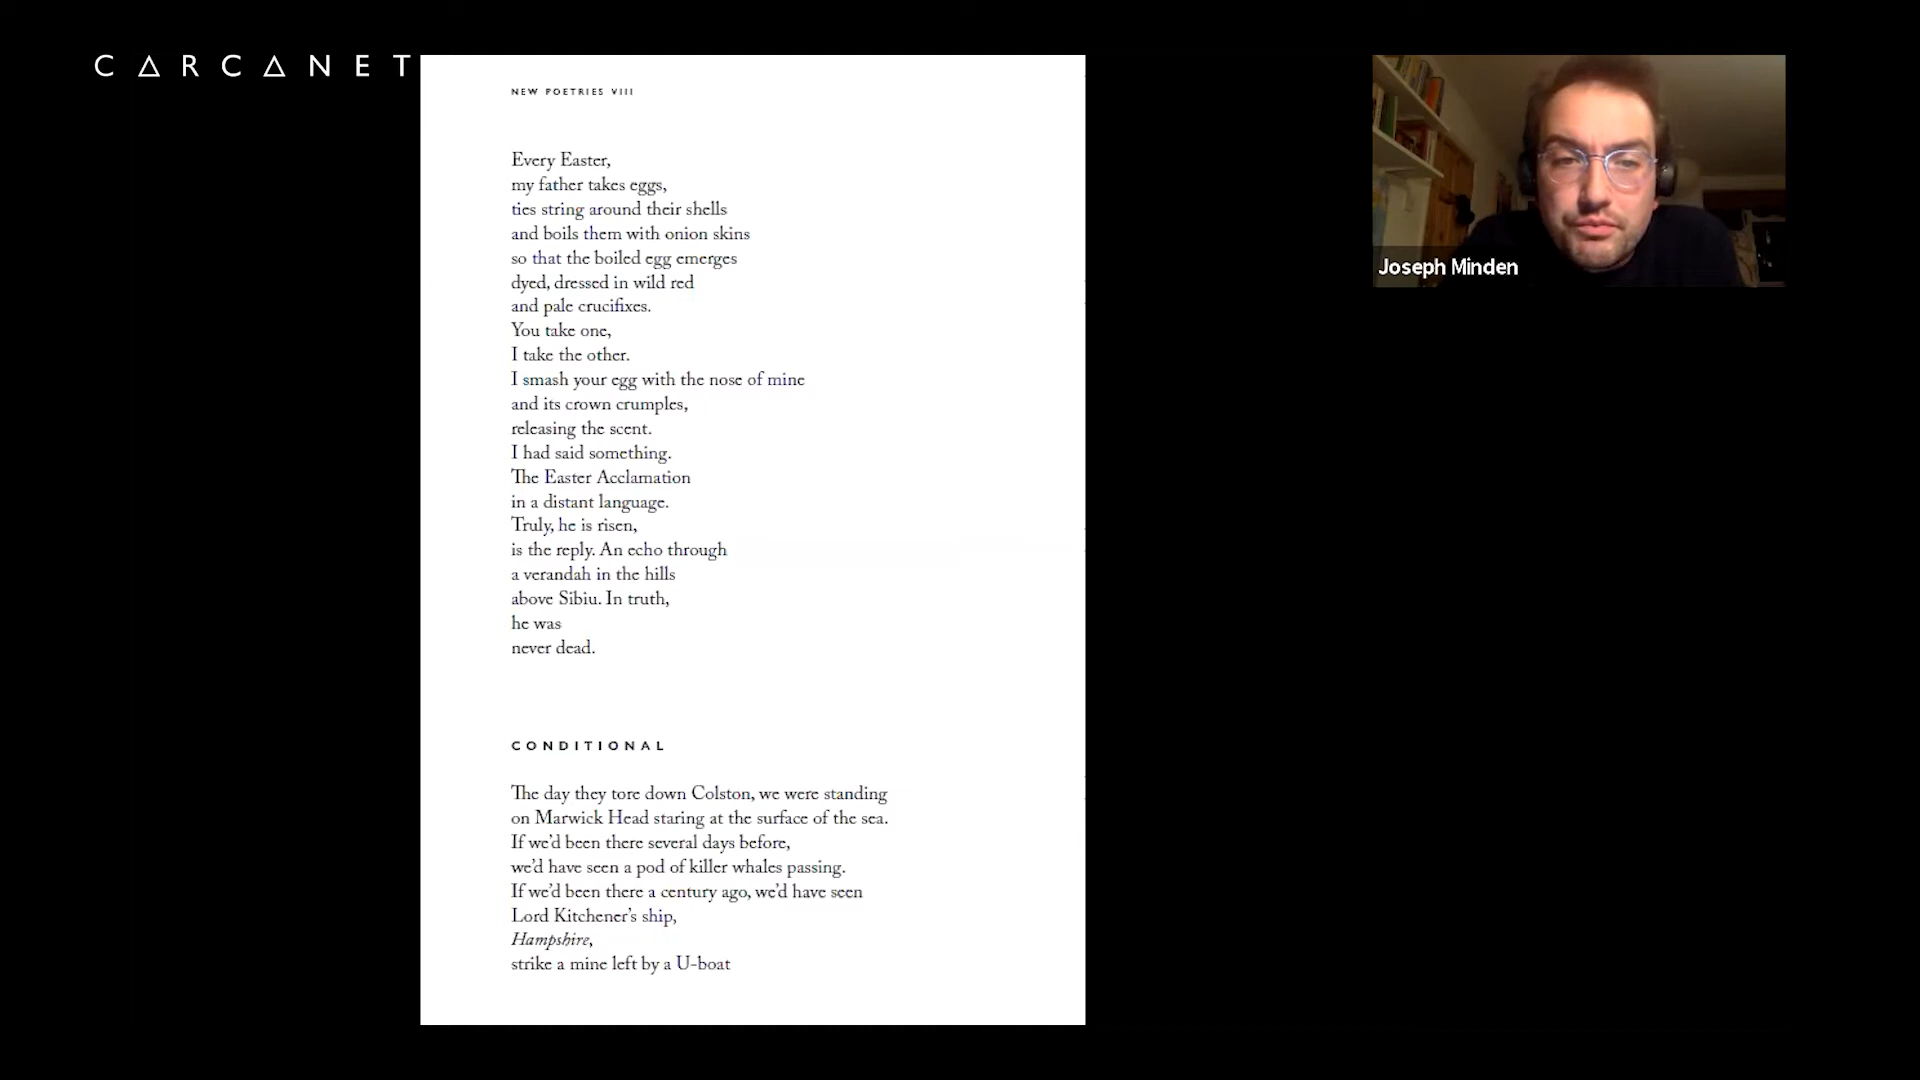 CARCANET
NEW POETRIES VIII
Every Easter,
my father takes eggs,
ties string around their shells
and boils them with onion skins
so that the boiled egg emerges
dyed, dressed in wild red
and pale crucifixes.
You take one,
I take the other.
I smash your egg with the nose of mine
and its crown crumples,
releasing the scent.
I had said something.
The Easter Acclamation
in a distant language.
Truly, he is risen,
is the reply. An echo through
a verandah in the hills
above Sibiu. In truth,
he was
never dead.
CONDITIONAL
The day they tore down Colston, we were standing
on Marwick Head staring at the surface of the sea.
If we’d been there several days before,
we’d have seen a pod of killer whales passing.
If we’d been there a century ago, we’d have seen
Lord Kitchener’s ship,
Hampshire,
strike a mine left by a U-boat
Joseph Minden